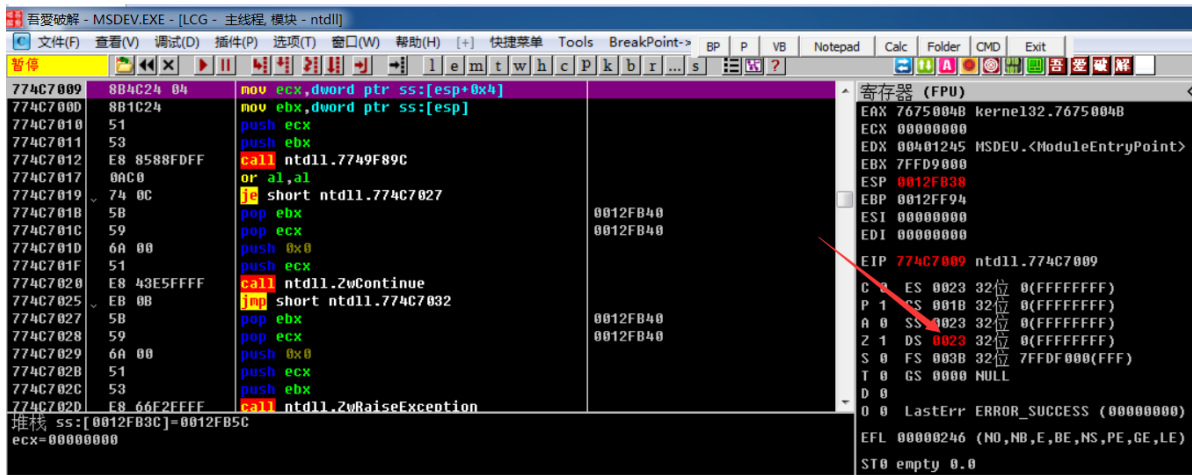 吾愛破解 - MSDEV.EXE - [LCG - 主线程, 模块 - ntdll]
C 文件(F) 查看(V) 调试(D) 插件(P) 选项(T) 窗口(W) 帮助(H) [+] 快捷菜单 Tools BreakPoint-> BP P VB Notepad Calc Folder CMD Exit
暂停 l e m t w h c P k b r ... s ? 吾 爱 破 解
774C7009 8B4C24 04 mov ecx,dword ptr ss:[esp+0x4]
774C700D 8B1C24 mov ebx,dword ptr ss:[esp]
774C7010 51 push ecx
774C7011 53 push ebx
774C7012 E8 8588FDFF call ntdll.7749F89C
774C7017 0AC0 or al,al
774C7019 74 0C je short ntdll.774C7027
774C701B 5B pop ebx 0012FB40
774C701C 59 pop ecx 0012FB40
774C701D 6A 00 push 0x0
774C701F 51 push ecx
774C7020 E8 43E5FFFF call ntdll.ZwContinue
774C7025 EB 0B jmp short ntdll.774C7032
774C7027 5B pop ebx 0012FB40
774C7028 59 pop ecx 0012FB40
774C7029 6A 00 push 0x0
774C702B 51 push ecx
774C702C 53 push ebx
774C702D E8 66F2FFFF call ntdll.ZwRaiseException
堆栈 ss:[0012FB3C]=0012FB5C
ecx=00000000
寄存器 (FPU) <
EAX 7675004B kernel32.7675004B
ECX 00000000
EDX 00401245 MSDEV.<ModuleEntryPoint>
EBX 7FFD9000
ESP 0012FB38
EBP 0012FF94
ESI 00000000
EDI 00000000
EIP 774C7009 ntdll.774C7009
C 0 ES 0023 32位 0(FFFFFFFF)
P 1 CS 001B 32位 0(FFFFFFFF)
A 0 SS 0023 32位 0(FFFFFFFF)
Z 1 DS 0023 32位 0(FFFFFFFF)
S 0 FS 003B 32位 7FFDF000(FFF)
T 0 GS 0000 NULL
D 0
O 0 LastErr ERROR_SUCCESS (00000000)
EFL 00000246 (NO,NB,E,BE,NS,PE,GE,LE)
ST0 empty 0.0